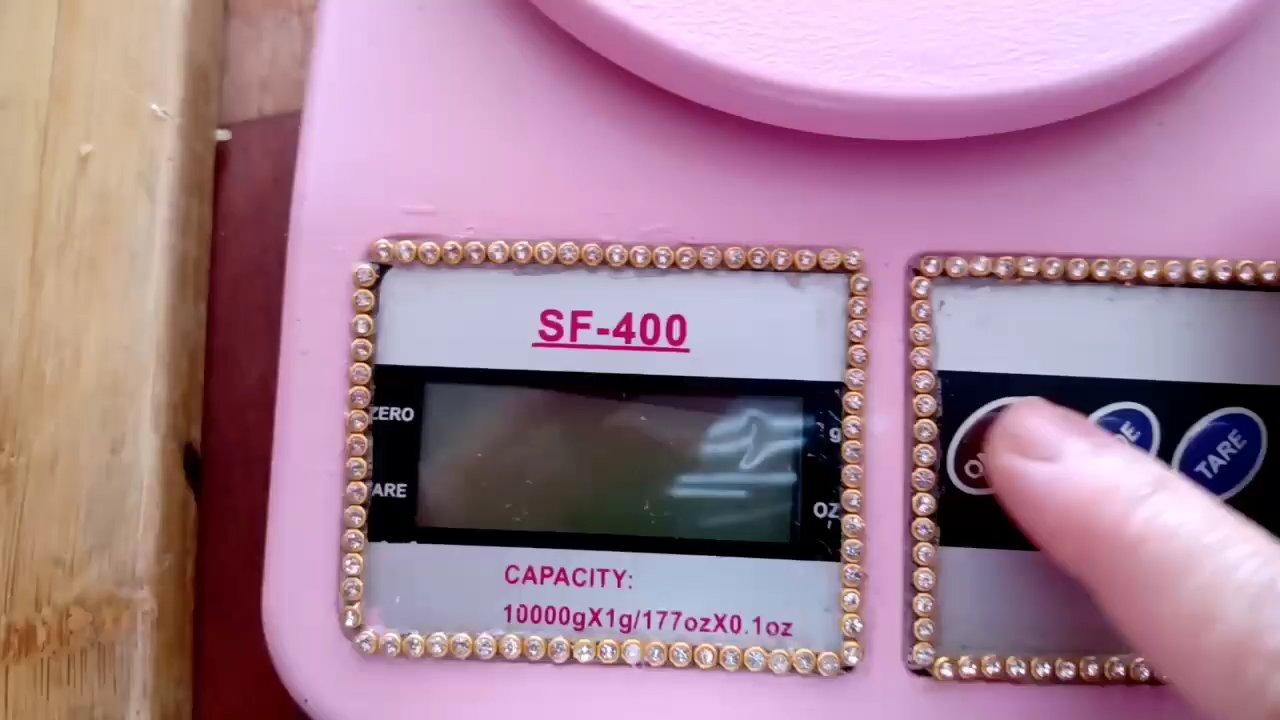 SF-400
ZERO
g
ARE
OZ
CAPACITY:
10000gX1g/177ozX0.1oz
TARE